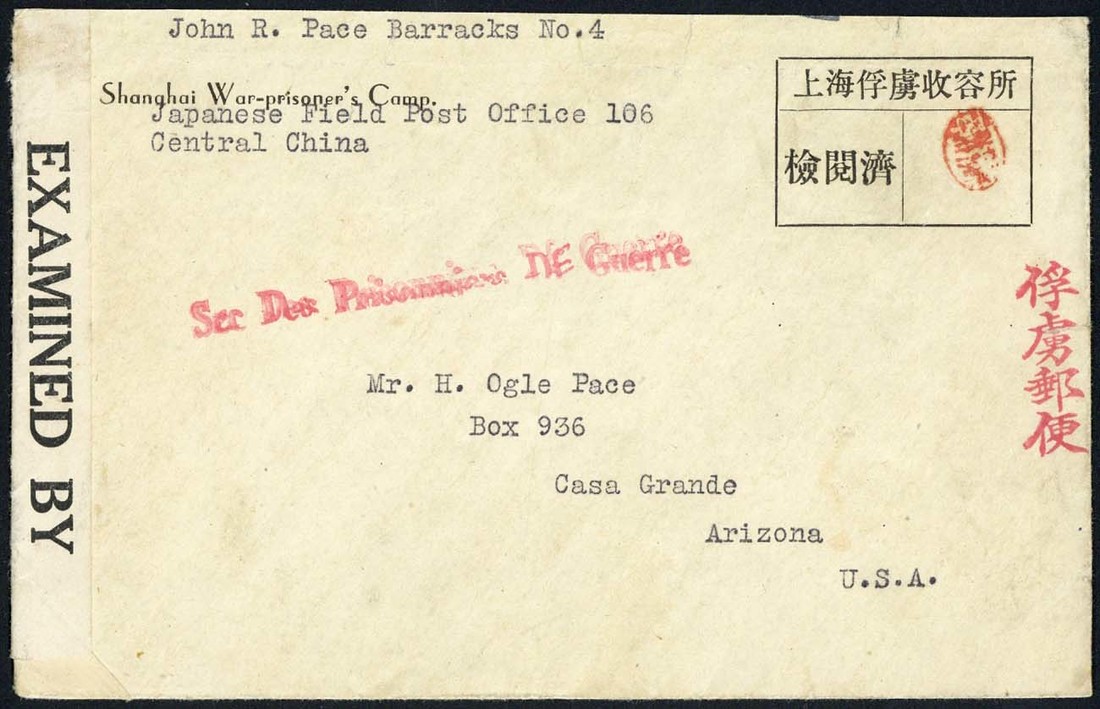 John R. Pace Barracks No.4
Shanghai War-prisoner's Camp.
Japanese Field Post Office 106
Central China
上海俘虜收容所
檢閱濟
俘虜郵便
Ser Des Prisonniers DE Guerre
Mr. H. Ogle Pace
Box 936
Casa Grande
Arizona
U.S.A.
EXAMINED BY